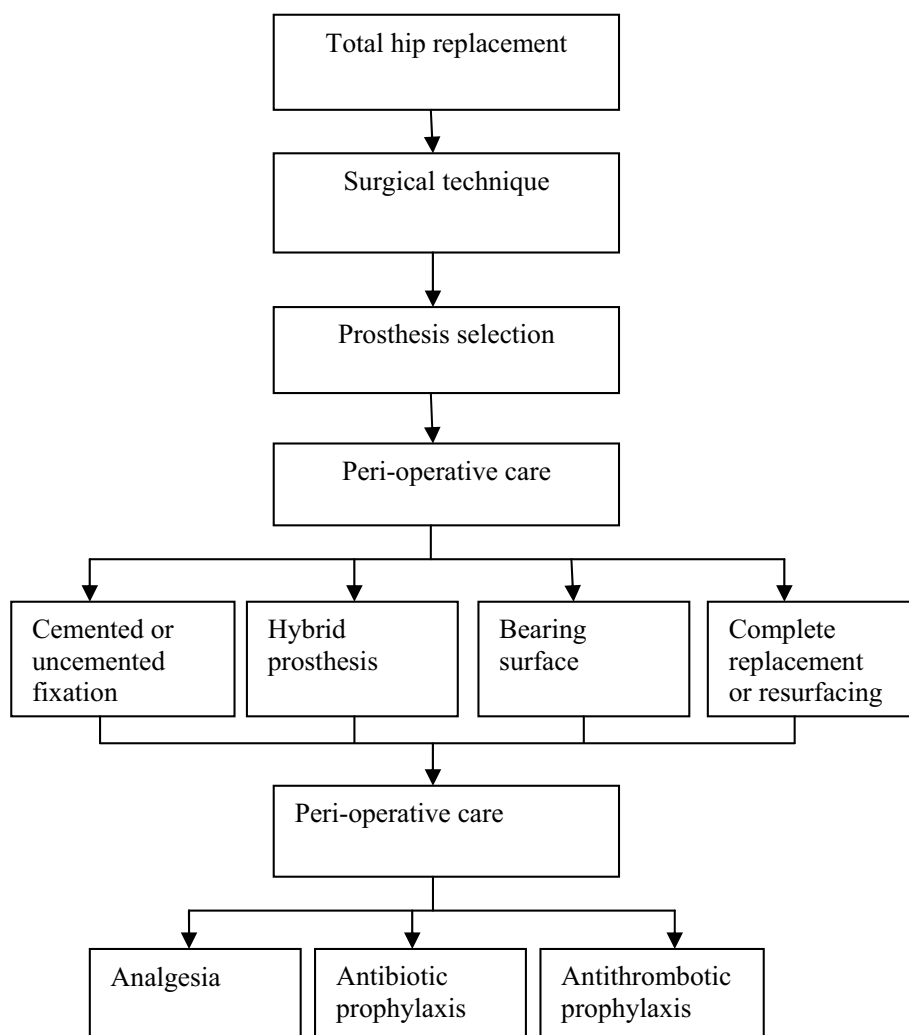 Total hip replacement
Surgical technique
Prosthesis selection
Peri-operative care
Cemented or
uncemented
fixation
Hybrid
prosthesis
Bearing
surface
Complete
replacement
or resurfacing
Peri-operative care
Analgesia
Antibiotic
prophylaxis
Antithrombotic
prophylaxis